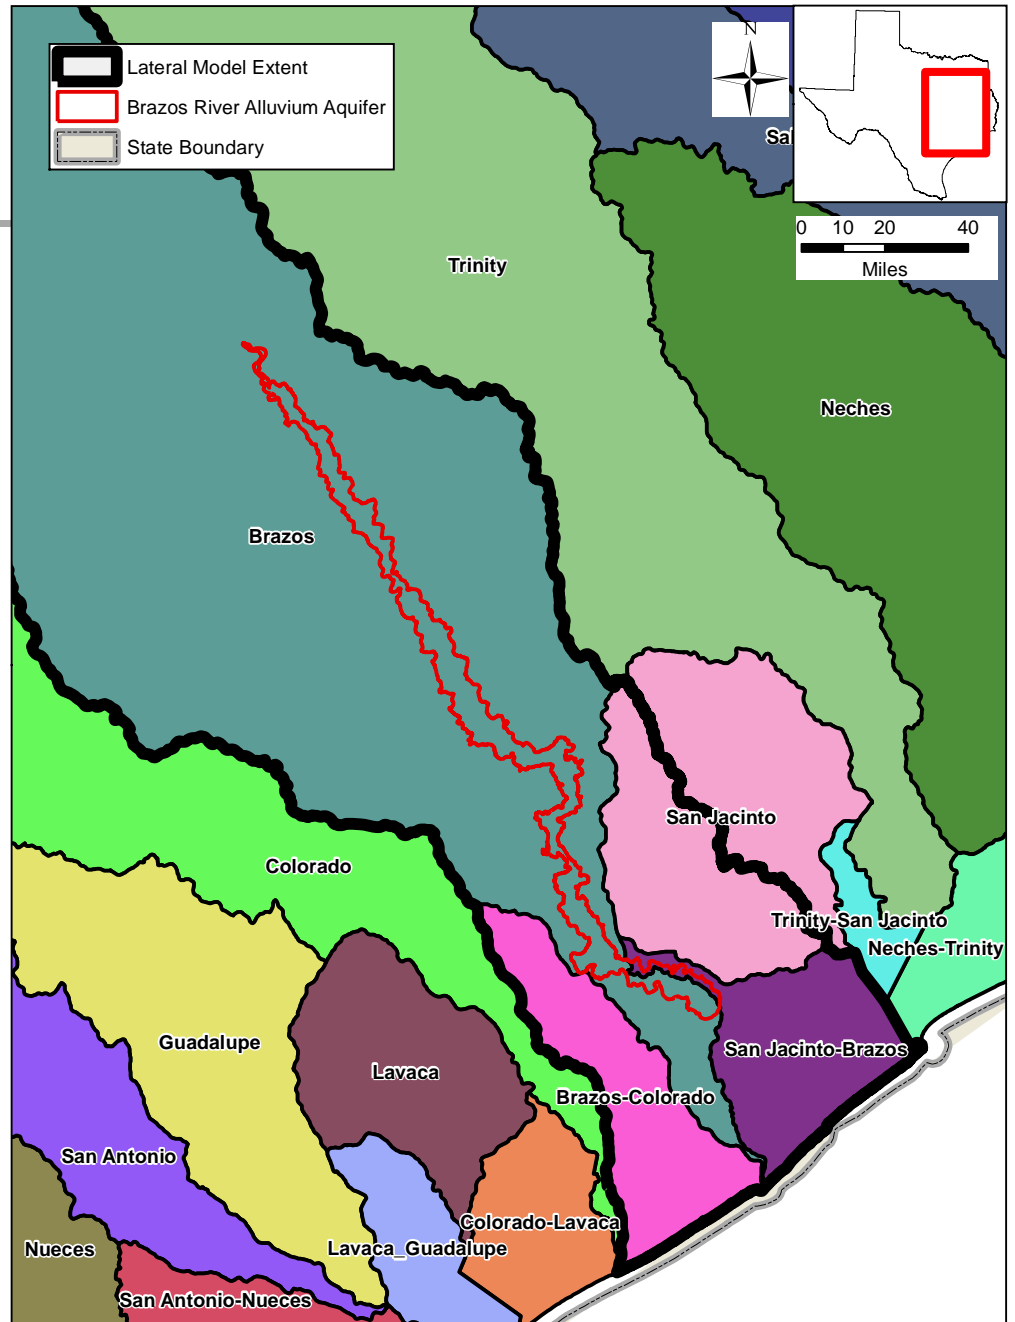 Lateral Model Extent
Brazos River Alluvium Aquifer
State Boundary
N
Sal
0 10 20 40
Miles
Trinity
Neches
Brazos
San Jacinto
Colorado
Trinity-San Jacinto
Neches-Trinity
Guadalupe
San Jacinto-Brazos
Lavaca
Brazos-Colorado
San Antonio
Colorado-Lavaca
Nueces
Lavaca_Guadalupe
San Antonio-Nueces